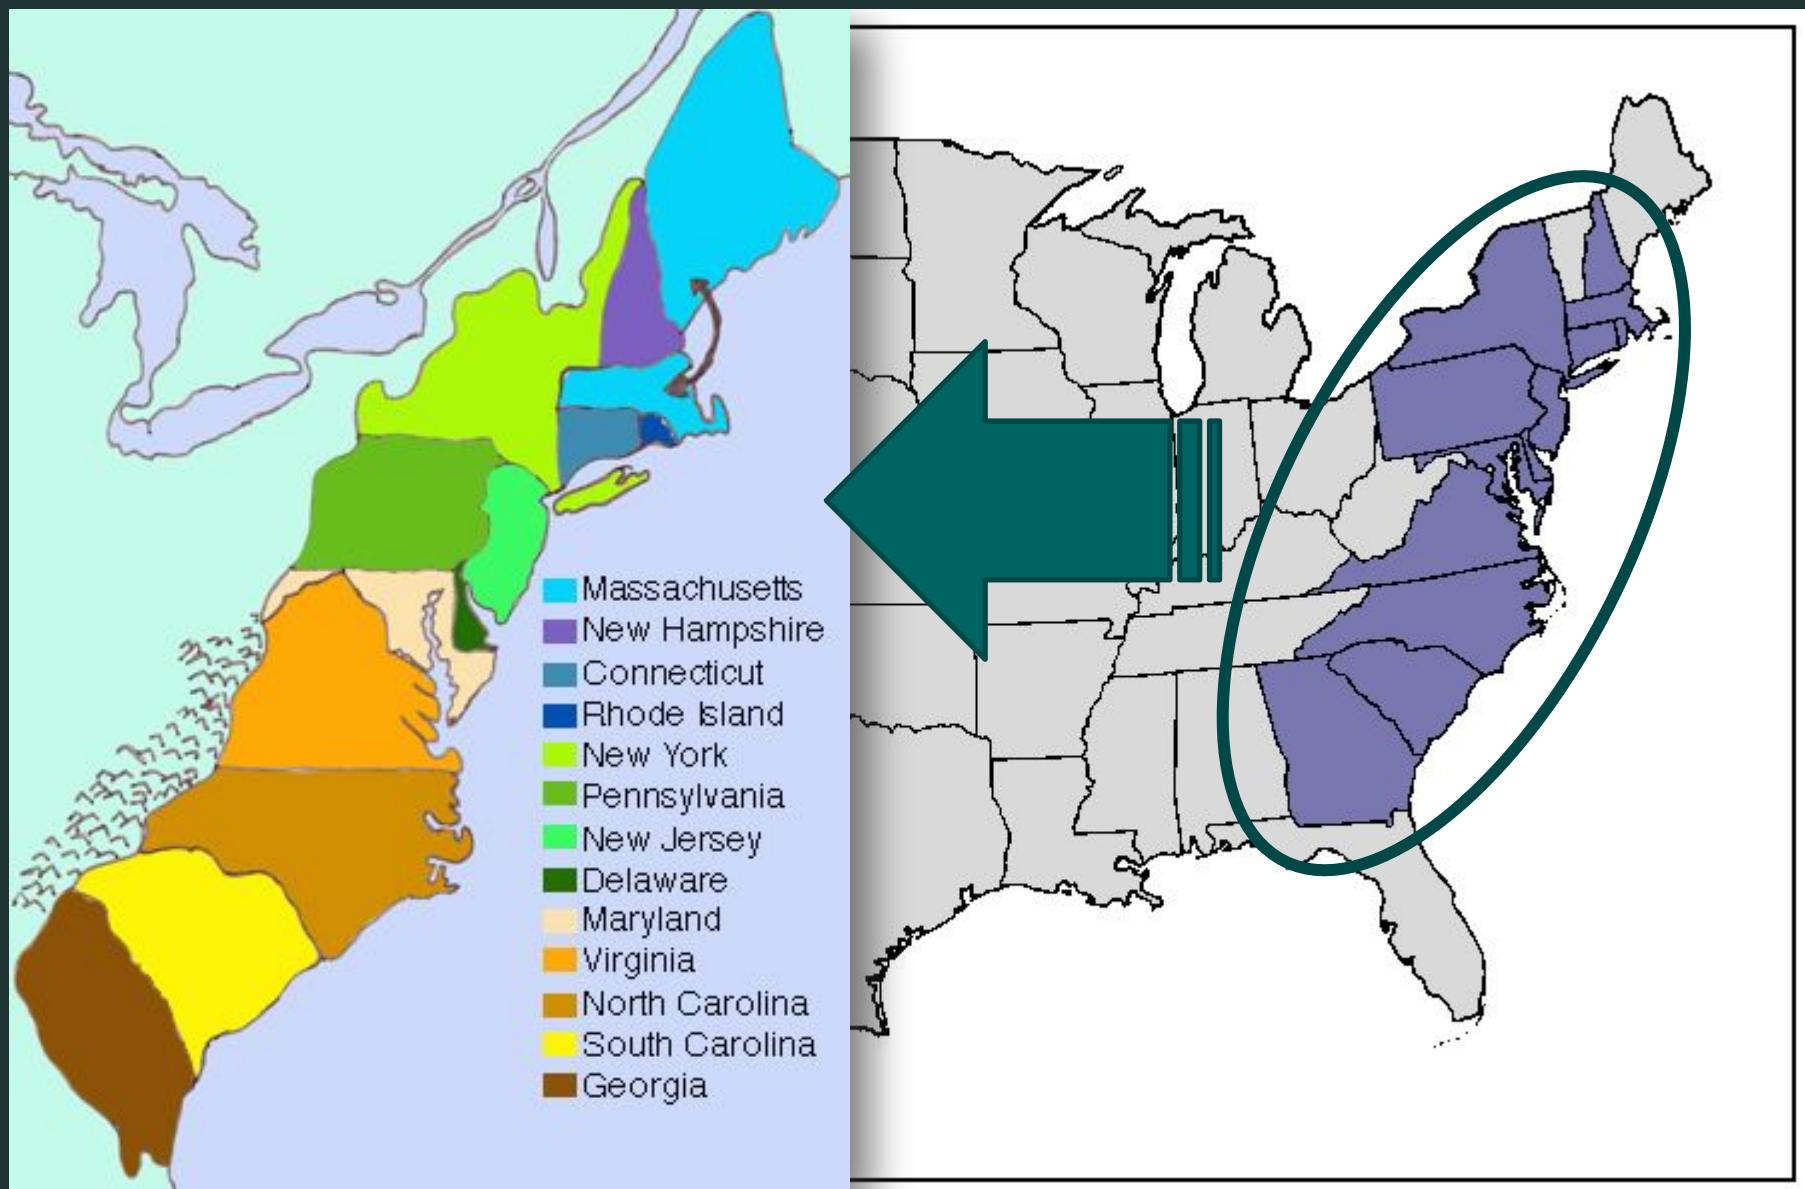 Massachusetts
New Hampshire
Connecticut
Rhode Island
New York
Pennsylvania
New Jersey
Delaware
Maryland
Virginia
North Carolina
South Carolina
Georgia